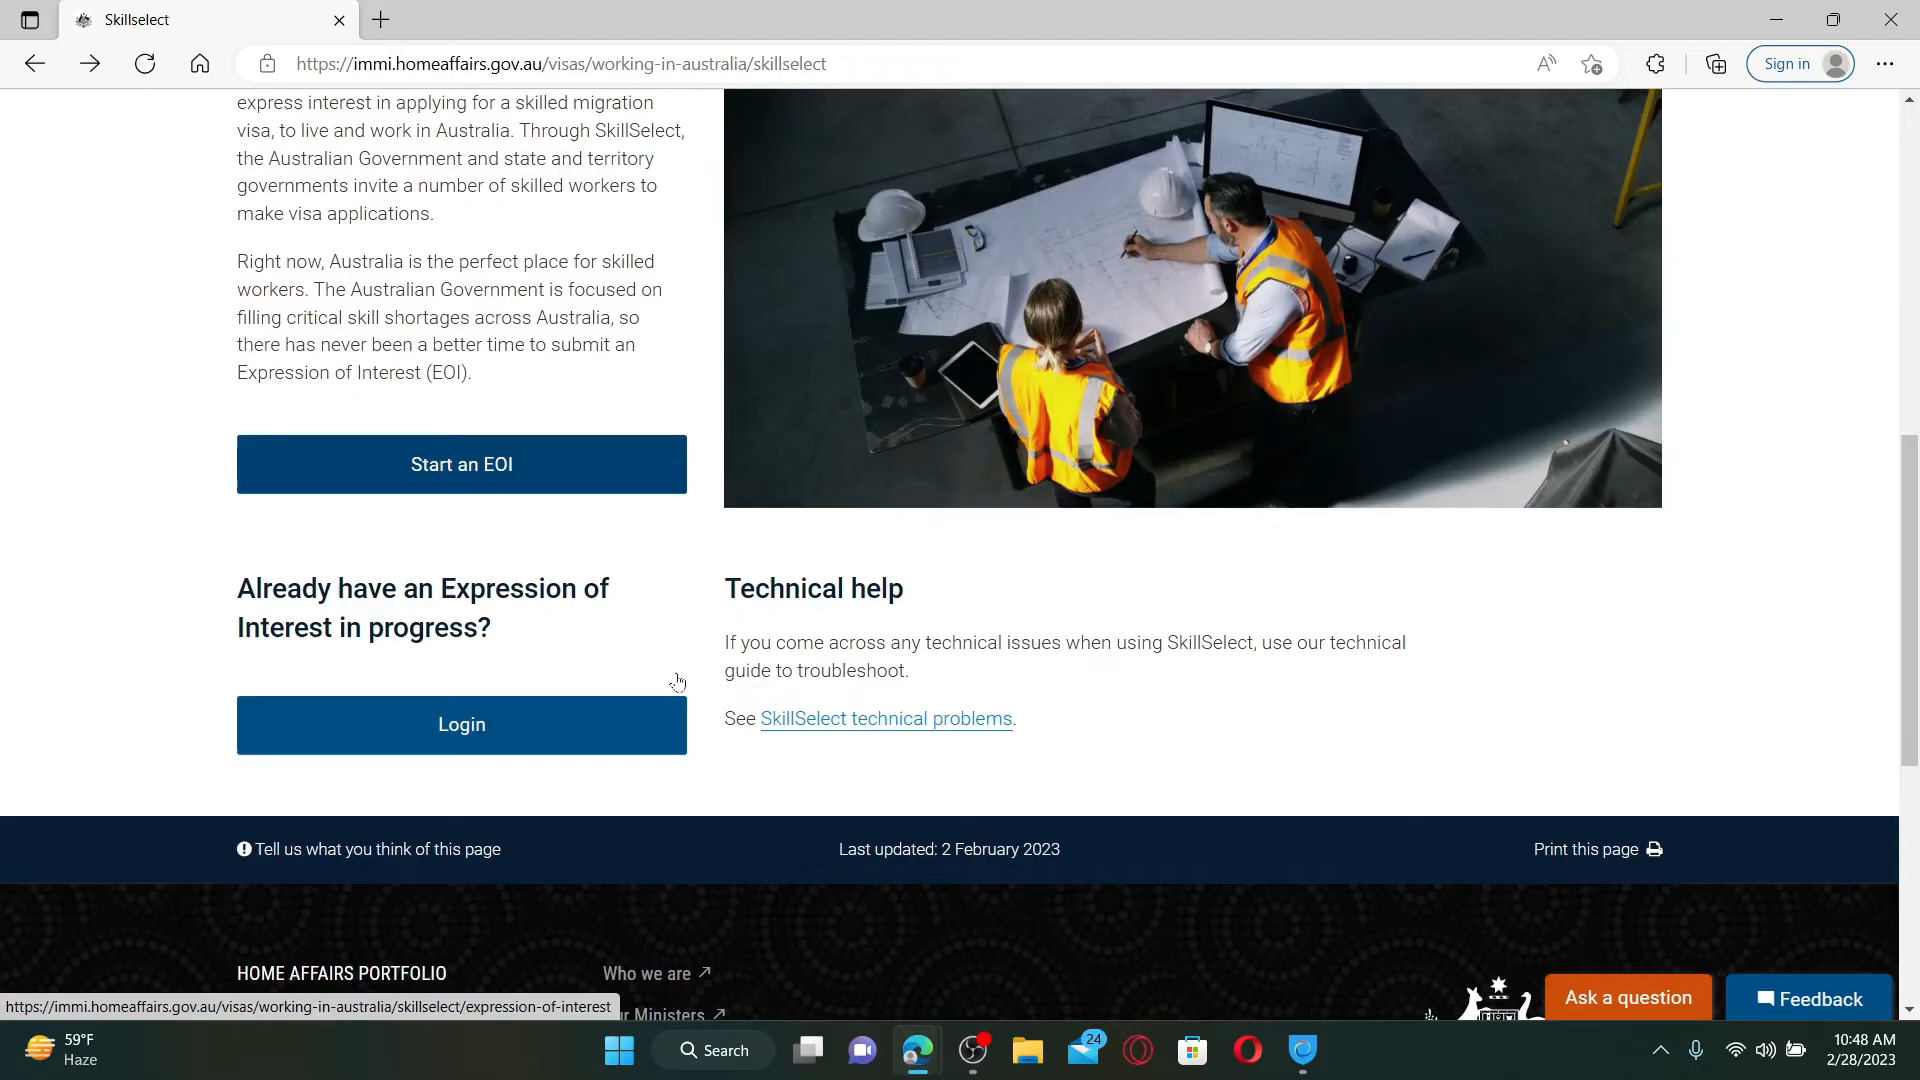 Skillselect
https://immi.homeaffairs.gov.au/visas/working-in-australia/skillselect
Sign in
express interest in applying for a skilled migration
visa, to live and work in Australia. Through SkillSelect,
the Australian Government and state and territory
governments invite a number of skilled workers to
make visa applications.
Right now, Australia is the perfect place for skilled
workers. The Australian Government is focused on
filling critical skill shortages across Australia, so
there has never been a better time to submit an
Expression of Interest (EOI).
Start an EOI
Already have an Expression of
Interest in progress?
Login
Technical help
If you come across any technical issues when using SkillSelect, use our technical
guide to troubleshoot.
See SkillSelect technical problems.
Tell us what you think of this page
Last updated: 2 February 2023
Print this page
HOME AFFAIRS PORTFOLIO
Who we are
Ministers
Ask a question
Feedback
https://immi.homeaffairs.gov.au/visas/working-in-australia/skillselect/expression-of-interest
59°F
Haze
Search
24
10:48 AM
2/28/2023